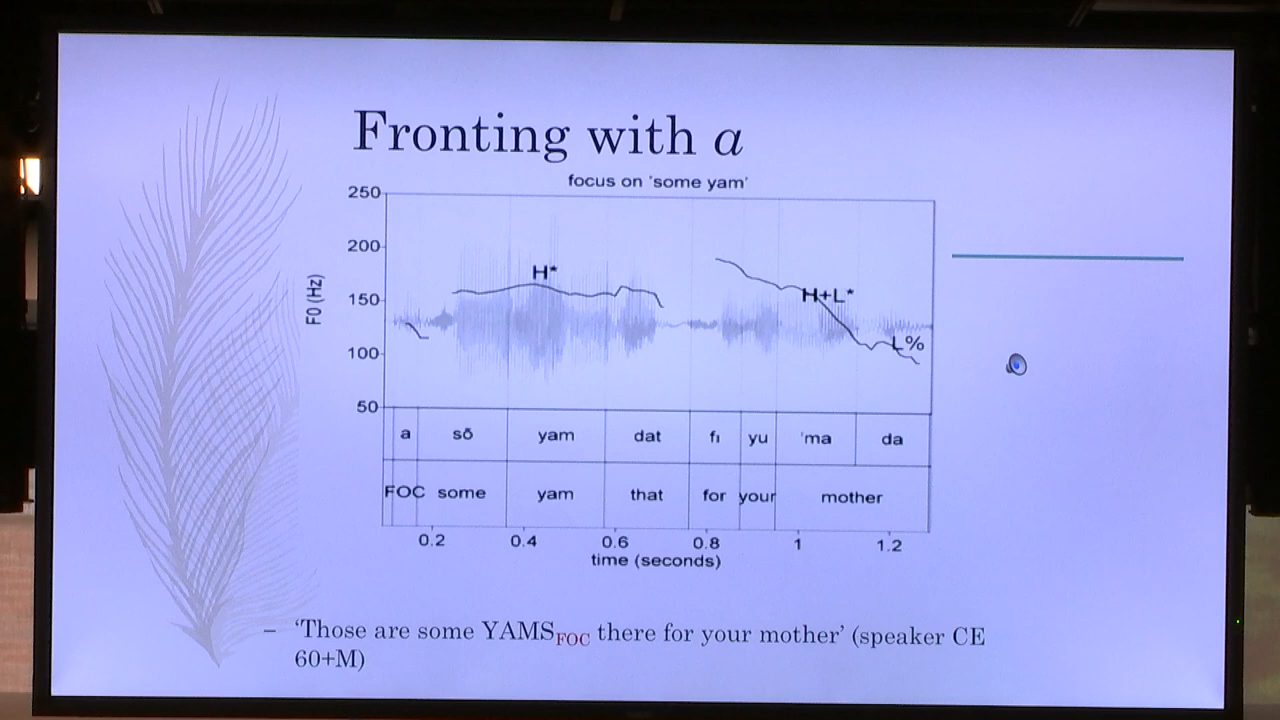 Fronting with a
focus on 'some yam'
250
200
150
100
50
F0 (Hz)
H*
H+L*
L%
a sõ yam dat fɪ yu ˈma da
FOC some yam that for your mother
0.2 0.4 0.6 0.8 1 1.2
time (seconds)
– ‘Those are some YAMSFOC there for your mother’ (speaker CE
60+M)